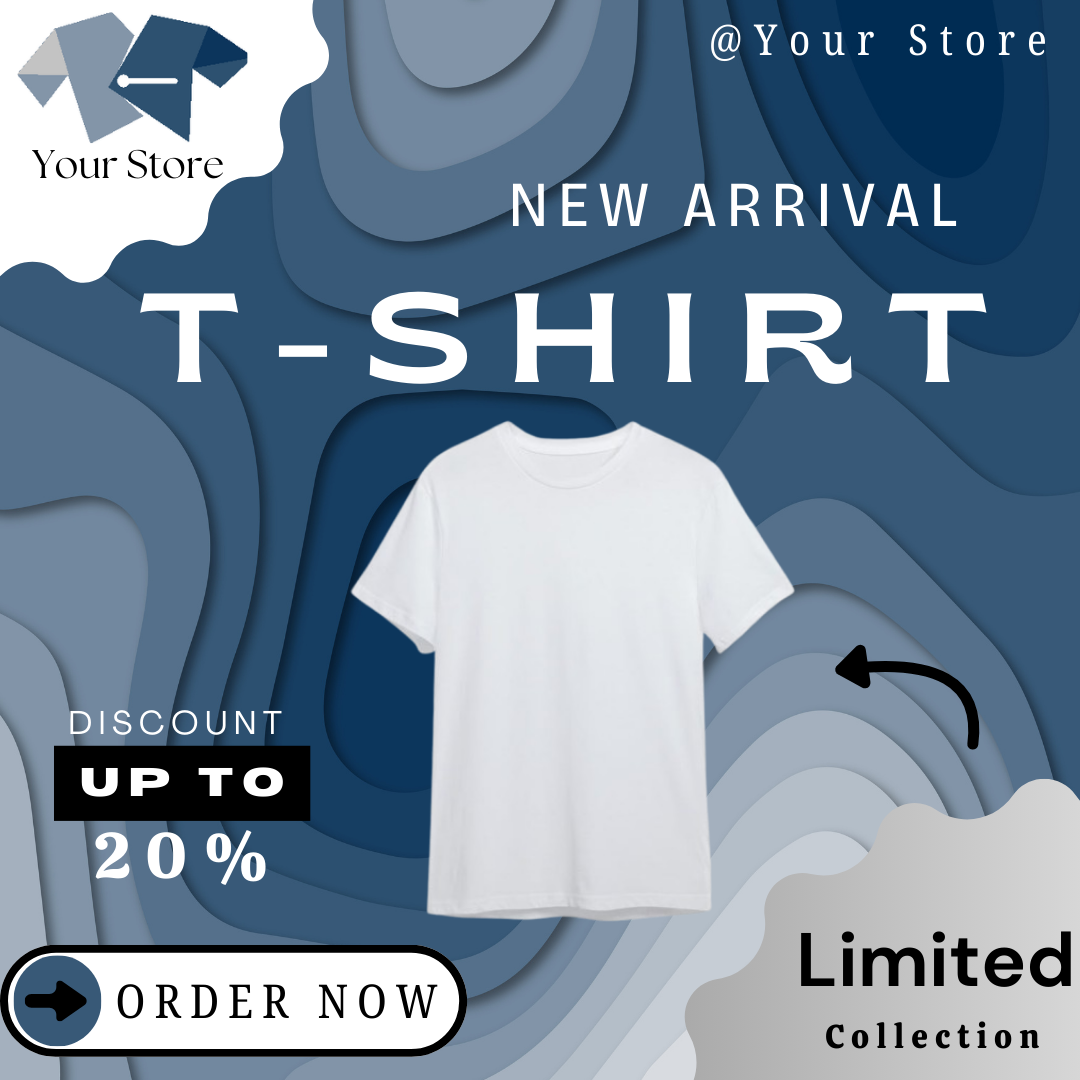 @Your Store
Your Store
NEW ARRIVAL
T-SHIRT
DISCOUNT
UP TO
20%
ORDER NOW
Limited
Collection